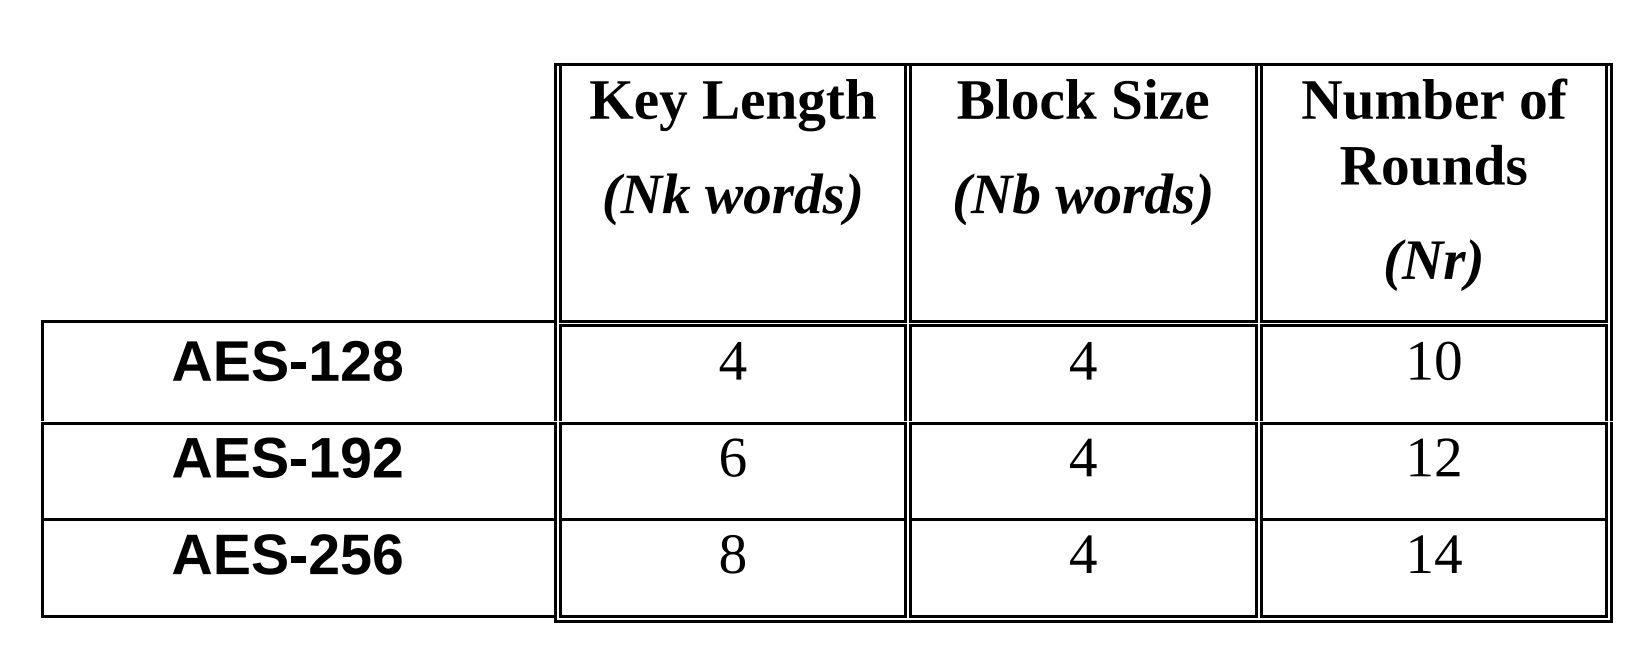 Key Length Block Size Number of
Rounds
(Nk words) (Nb words)
(Nr)
AES-128 4 4 10
AES-192 6 4 12
AES-256 8 4 14